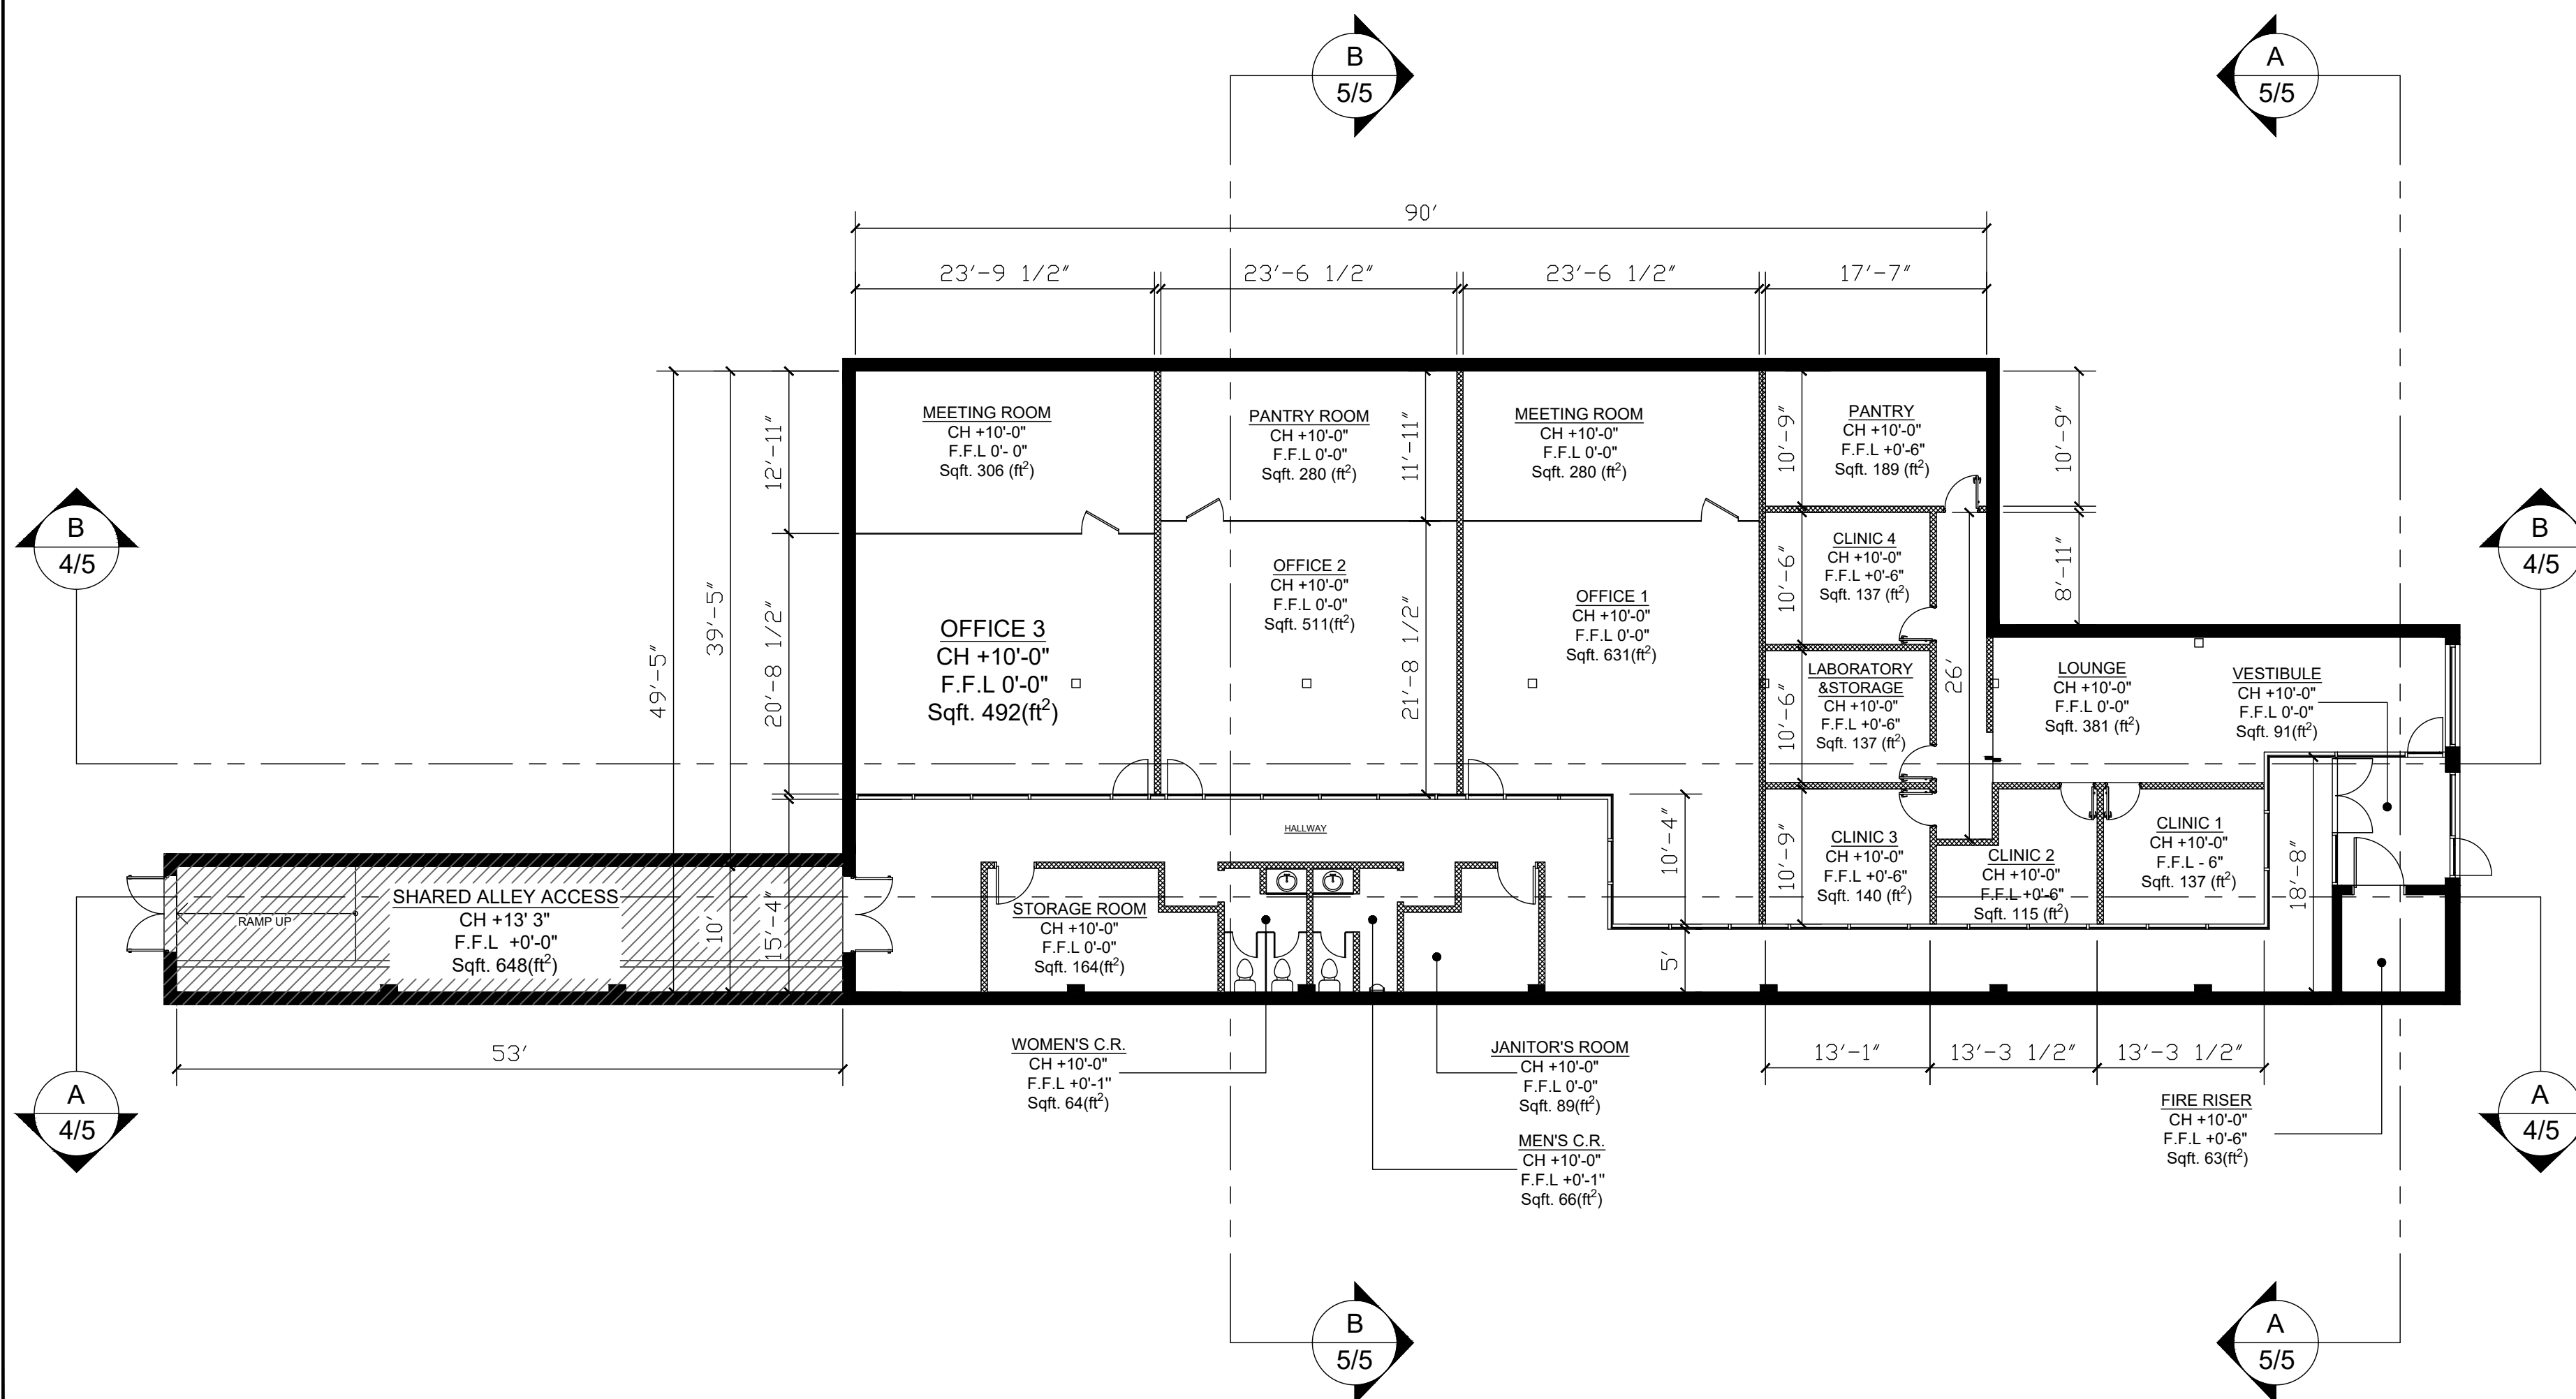 B
5/5
A
5/5
90'
23'-9 1/2"
23'-6 1/2"
23'-6 1/2"
17'-7"
49'-5"
39'-5"
12'-11"
20'-8 1/2"
15'-4"
10'
MEETING ROOM
CH +10'-0"
F.F.L 0'- 0"
Sqft. 306 (ft²)
PANTRY ROOM
CH +10'-0"
F.F.L 0'-0"
Sqft. 280 (ft²)
11'-11"
MEETING ROOM
CH +10'-0"
F.F.L 0'-0"
Sqft. 280 (ft²)
10'-9"
PANTRY
CH +10'-0"
F.F.L +0'-6"
Sqft. 189 (ft²)
10'-9"
8'-11"
B
4/5
B
4/5
OFFICE 3
CH +10'-0"
F.F.L 0'-0"
Sqft. 492(ft²)
OFFICE 2
CH +10'-0"
F.F.L 0'-0"
Sqft. 511(ft²)
21'-8 1/2"
OFFICE 1
CH +10'-0"
F.F.L 0'-0"
Sqft. 631(ft²)
10'-6"
CLINIC 4
CH +10'-0"
F.F.L +0'-6"
Sqft. 137 (ft²)
10'-6"
LABORATORY
&STORAGE
CH +10'-0"
F.F.L +0'-6"
Sqft. 137 (ft²)
26'
LOUNGE
CH +10'-0"
F.F.L 0'-0"
Sqft. 381 (ft²)
VESTIBULE
CH +10'-0"
F.F.L 0'-0"
Sqft. 91(ft²)
HALLWAY
10'-4"
5'
10'-9"
CLINIC 3
CH +10'-0"
F.F.L +0'-6"
Sqft. 140 (ft²)
CLINIC 2
CH +10'-0"
F.F.L +0'-6
Sqft. 115 (ft²)
CLINIC 1
CH +10'-0"
F.F.L - 6"
Sqft. 137 (ft²)
18'-8"
RAMP UP
SHARED ALLEY ACCESS
CH +13' 3"
F.F.L +0'-0"
Sqft. 648(ft²)
STORAGE ROOM
CH +10'-0"
F.F.L 0'-0"
Sqft. 164(ft²)
53'
WOMEN'S C.R.
CH +10'-0"
F.F.L +0'-1"
Sqft. 64(ft²)
JANITOR'S ROOM
CH +10'-0"
F.F.L 0'-0"
Sqft. 89(ft²)
MEN'S C.R.
CH +10'-0"
F.F.L +0'-1"
Sqft. 66(ft²)
13'-1"
13'-3 1/2"
13'-3 1/2"
FIRE RISER
CH +10'-0"
F.F.L +0'-6"
Sqft. 63(ft²)
A
4/5
A
4/5
B
5/5
A
5/5